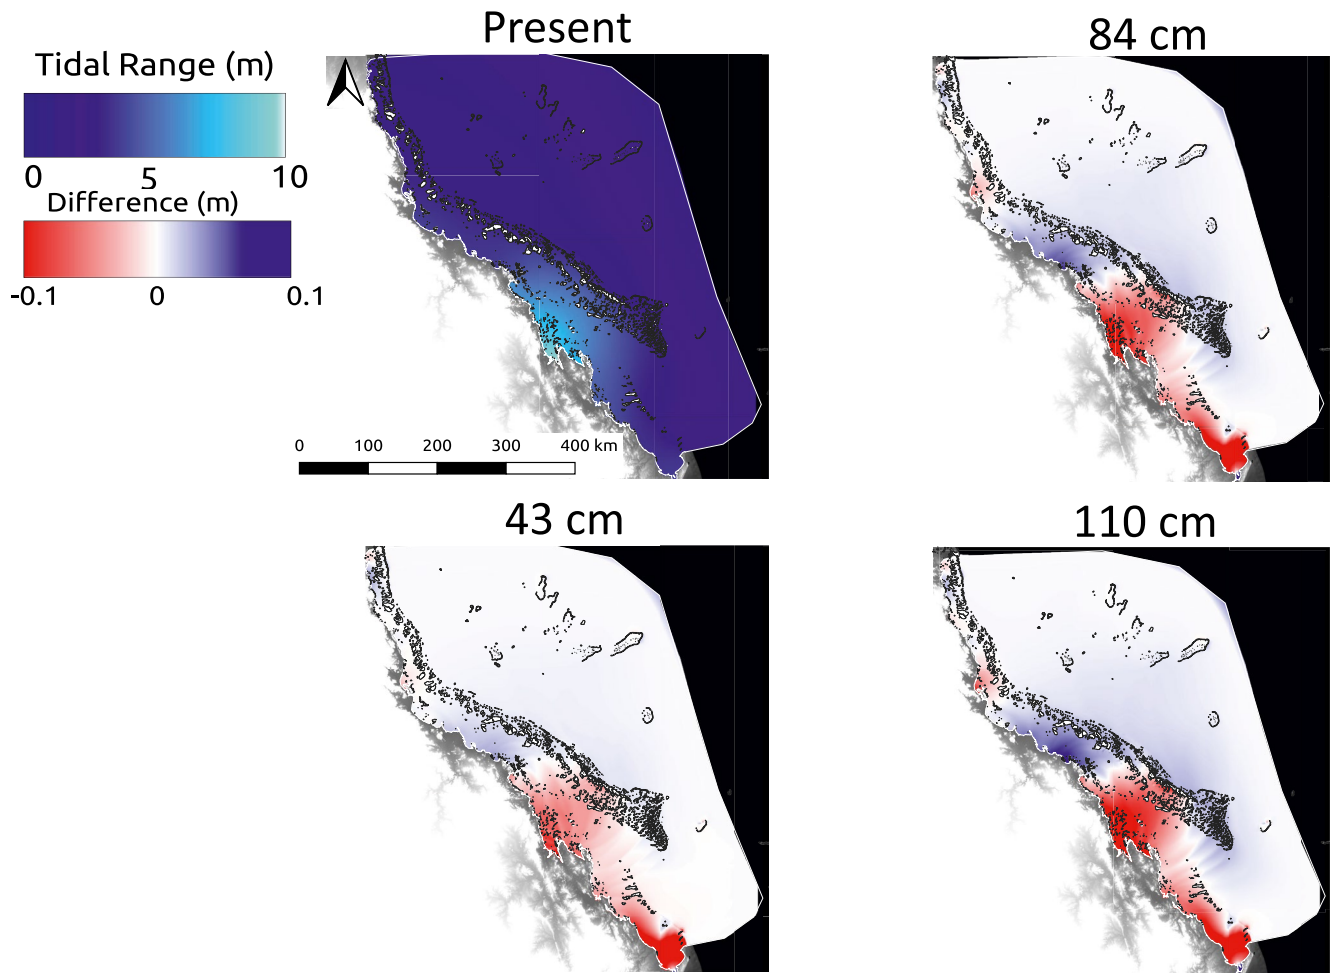 Present
84 cm
Tidal Range (m)
0 5 10
Difference (m)
-0.1 0 0.1
0 100 200 300 400 km
43 cm
110 cm